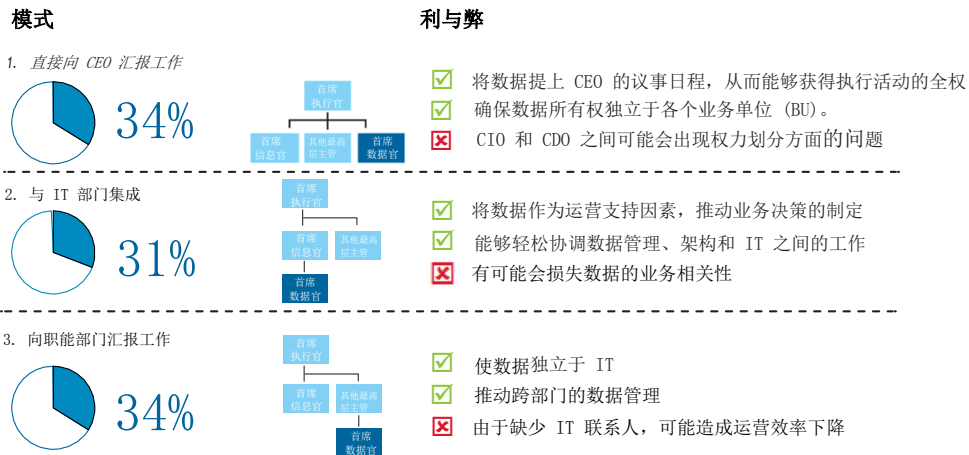 模式
利与弊
1. 直接向 CEO 汇报工作
34%
首席
执行官
首席
信息官
其他最高
层主管
首席
数据官
将数据提上 CEO 的议事日程，从而能够获得执行活动的全权
确保数据所有权独立于各个业务单位 (BU)。
CIO 和 CDO 之间可能会出现权力划分方面的问题
2. 与 IT 部门集成
31%
首席
执行官
首席
信息官
其他最高
层主管
首席
数据官
将数据作为运营支持因素，推动业务决策的制定
能够轻松协调数据管理、架构和 IT 之间的工作
有可能会损失数据的业务相关性
3. 向职能部门汇报工作
34%
首席
执行官
首席
信息官
其他最高
层主管
首席
数据官
使数据独立于 IT
推动跨部门的数据管理
由于缺少 IT 联系人，可能造成运营效率下降